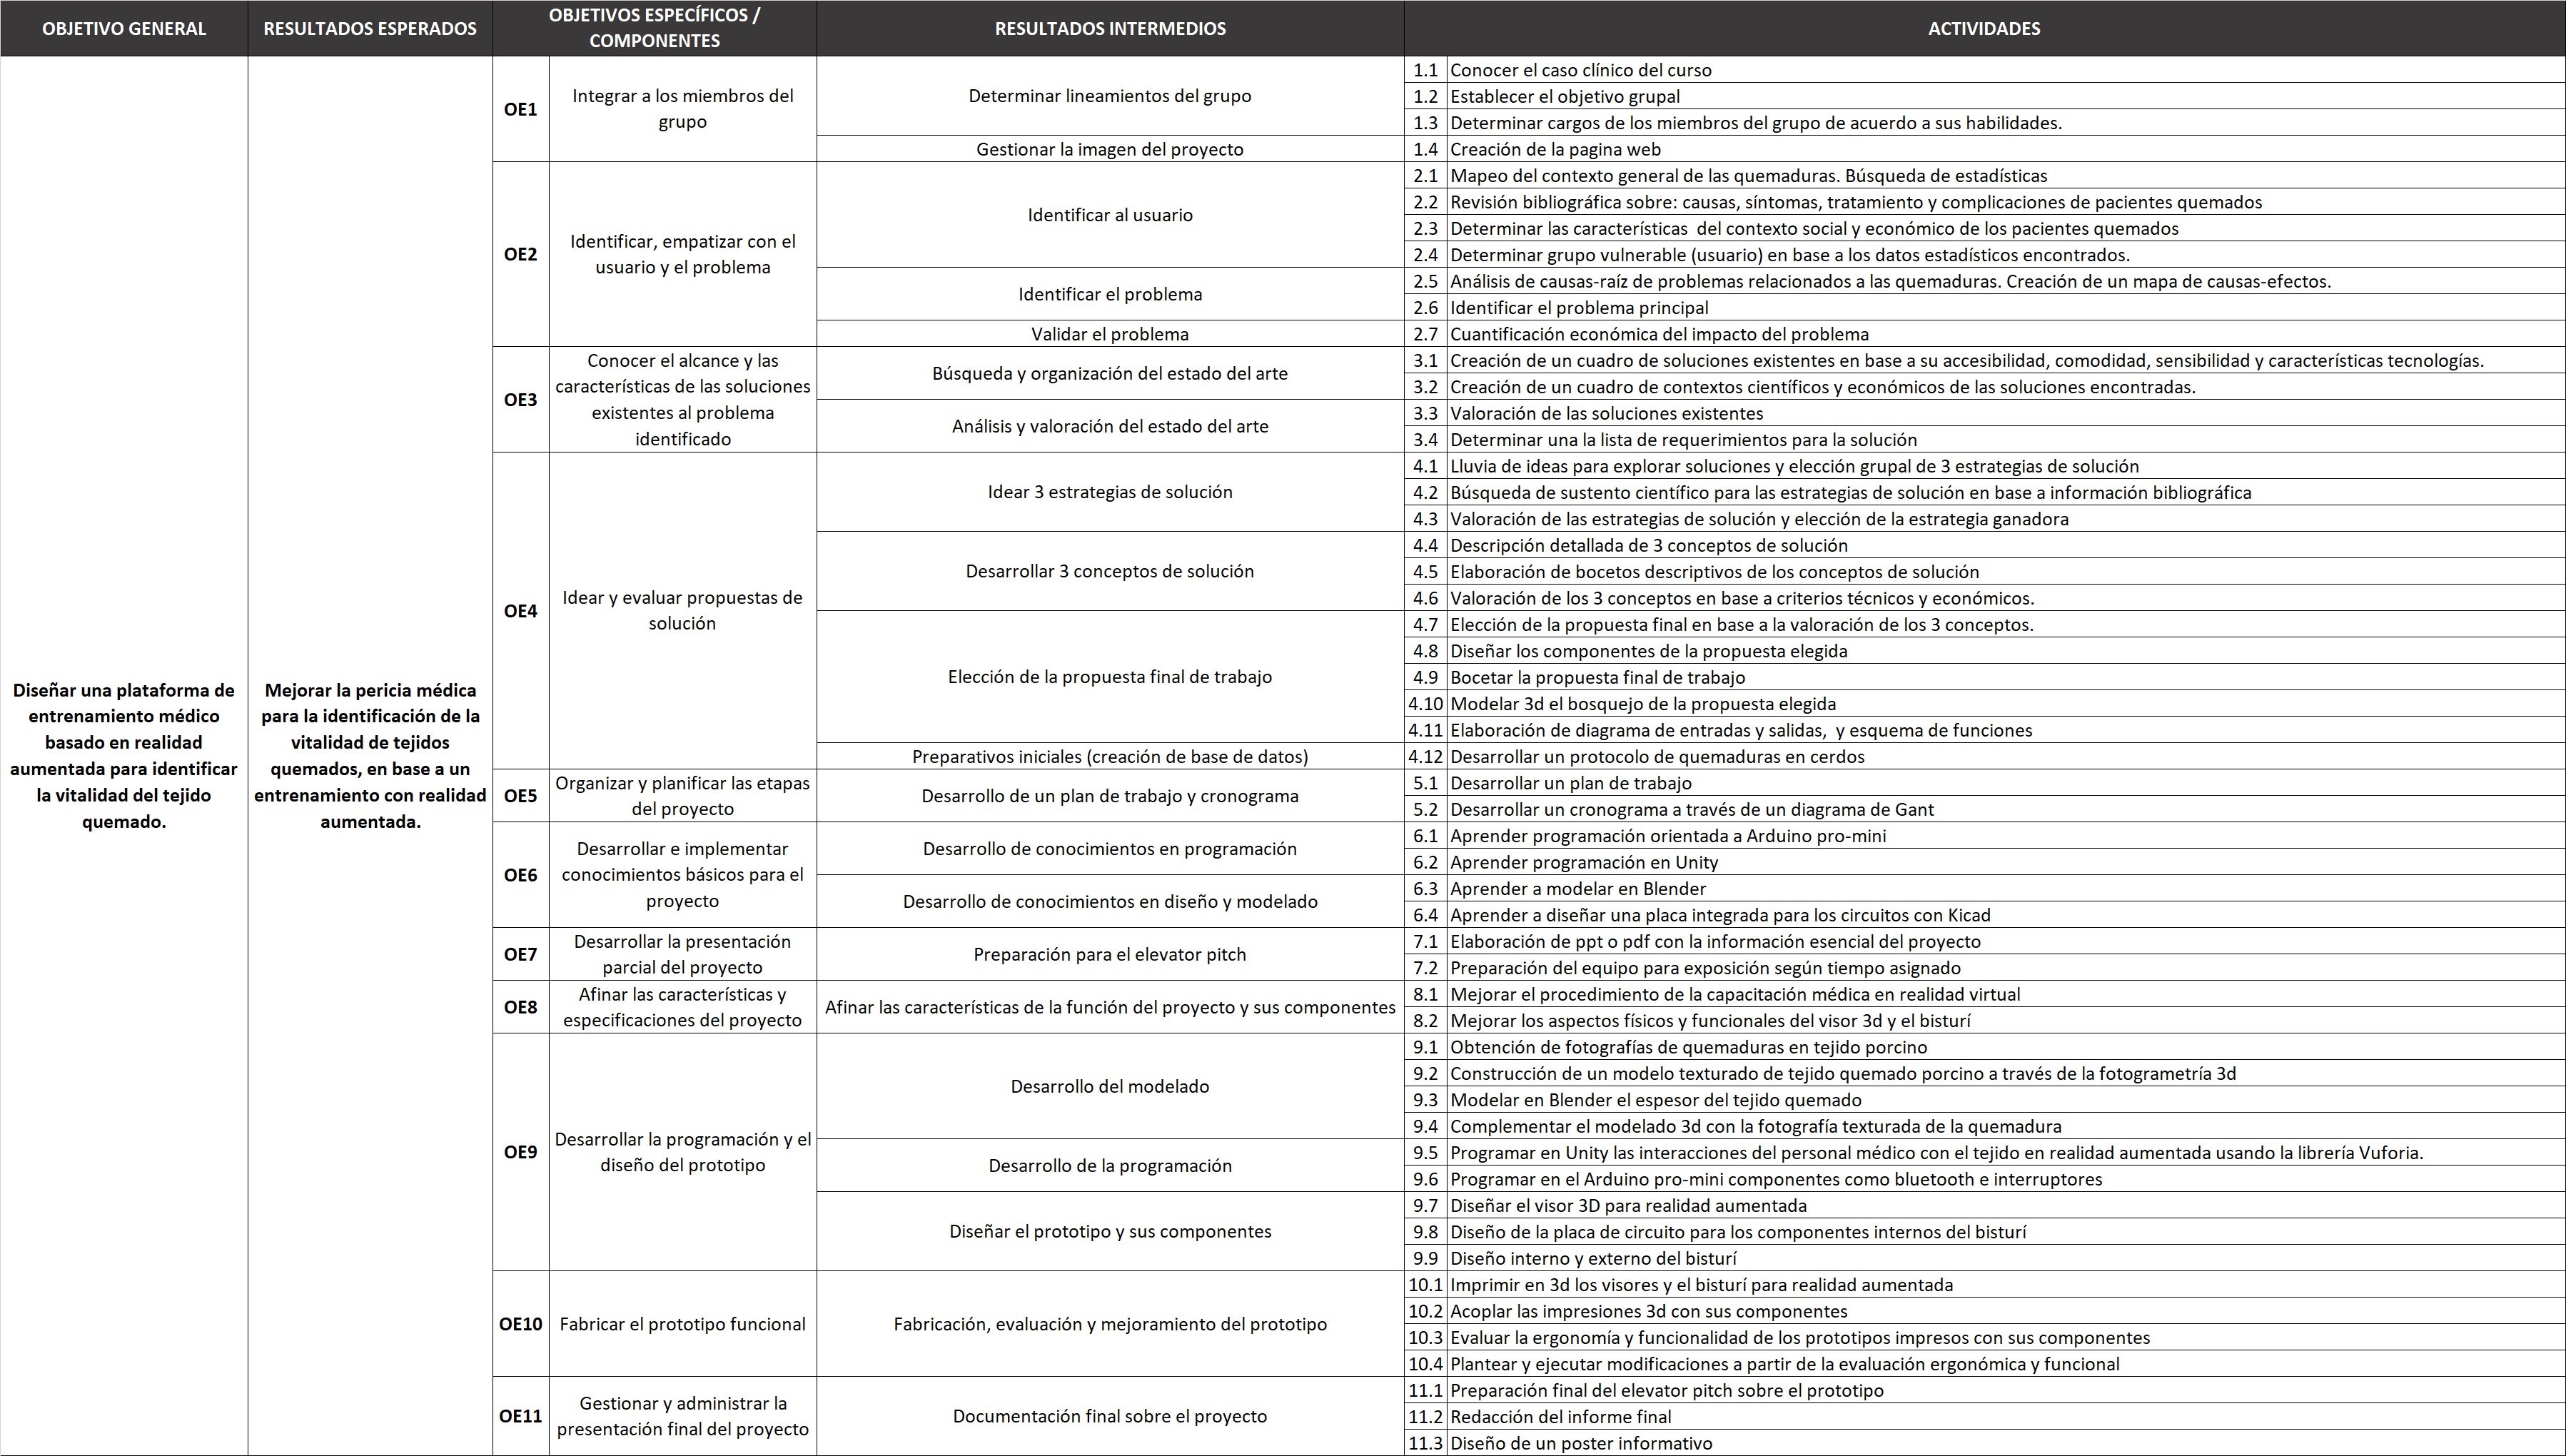 OBJETIVO GENERAL
RESULTADOS ESPERADOS
OBJETIVOS ESPECÍFICOS /
COMPONENTES
RESULTADOS INTERMEDIOS
ACTIVIDADES
Diseñar una plataforma de
entrenamiento médico
basado en realidad
aumentada para identificar
la vitalidad del tejido
quemado.
Mejorar la pericia médica
para la identificación de la
vitalidad de tejidos
quemados, en base a un
entrenamiento con realidad
aumentada.
OE1
Integrar a los miembros del
grupo
Determinar lineamientos del grupo
1.1 Conocer el caso clínico del curso
1.2 Establecer el objetivo grupal
1.3 Determinar cargos de los miembros del grupo de acuerdo a sus habilidades.
Gestionar la imagen del proyecto
1.4 Creación de la pagina web
OE2
Identificar, empatizar con el
usuario y el problema
Identificar al usuario
2.1 Mapeo del contexto general de las quemaduras. Búsqueda de estadísticas
2.2 Revisión bibliográfica sobre: causas, síntomas, tratamiento y complicaciones de pacientes quemados
2.3 Determinar las características  del contexto social y económico de los pacientes quemados
2.4 Determinar grupo vulnerable (usuario) en base a los datos estadísticos encontrados.
Identificar el problema
2.5 Análisis de causas-raíz de problemas relacionados a las quemaduras. Creación de un mapa de causas-efectos.
2.6 Identificar el problema principal
Validar el problema
2.7 Cuantificación económica del impacto del problema
OE3
Conocer el alcance y las
características de las soluciones
existentes al problema
identificado
Búsqueda y organización del estado del arte
3.1 Creación de un cuadro de soluciones existentes en base a su accesibilidad, comodidad, sensibilidad y características tecnologías.
3.2 Creación de un cuadro de contextos científicos y económicos de las soluciones encontradas.
Análisis y valoración del estado del arte
3.3 Valoración de las soluciones existentes
3.4 Determinar una la lista de requerimientos para la solución
OE4
Idear y evaluar propuestas de
solución
Idear 3 estrategias de solución
4.1 Lluvia de ideas para explorar soluciones y elección grupal de 3 estrategias de solución
4.2 Búsqueda de sustento científico para las estrategias de solución en base a información bibliográfica
4.3 Valoración de las estrategias de solución y elección de la estrategia ganadora
Desarrollar 3 conceptos de solución
4.4 Descripción detallada de 3 conceptos de solución
4.5 Elaboración de bocetos descriptivos de los conceptos de solución
4.6 Valoración de los 3 conceptos en base a criterios técnicos y económicos.
Elección de la propuesta final de trabajo
4.7 Elección de la propuesta final en base a la valoración de los 3 conceptos.
4.8 Diseñar los componentes de la propuesta elegida
4.9 Bocetar la propuesta final de trabajo
4.10 Modelar 3d el bosquejo de la propuesta elegida
4.11 Elaboración de diagrama de entradas y salidas,  y esquema de funciones
Preparativos iniciales (creación de base de datos)
4.12 Desarrollar un protocolo de quemaduras en cerdos
OE5
Organizar y planificar las etapas
del proyecto
Desarrollo de un plan de trabajo y cronograma
5.1 Desarrollar un plan de trabajo
5.2 Desarrollar un cronograma a través de un diagrama de Gant
OE6
Desarrollar e implementar
conocimientos básicos para el
proyecto
Desarrollo de conocimientos en programación
6.1 Aprender programación orientada a Arduino pro-mini
6.2 Aprender programación en Unity
Desarrollo de conocimientos en diseño y modelado
6.3 Aprender a modelar en Blender
6.4 Aprender a diseñar una placa integrada para los circuitos con Kicad
OE7
Desarrollar la presentación
parcial del proyecto
Preparación para el elevator pitch
7.1 Elaboración de ppt o pdf con la información esencial del proyecto
7.2 Preparación del equipo para exposición según tiempo asignado
OE8
Afinar las características y
especificaciones del proyecto
Afinar las características de la función del proyecto y sus componentes
8.1 Mejorar el procedimiento de la capacitación médica en realidad virtual
8.2 Mejorar los aspectos físicos y funcionales del visor 3d y el bisturí
OE9
Desarrollar la programación y el
diseño del prototipo
Desarrollo del modelado
9.1 Obtención de fotografías de quemaduras en tejido porcino
9.2 Construcción de un modelo texturado de tejido quemado porcino a través de la fotogrametría 3d
9.3 Modelar en Blender el espesor del tejido quemado
9.4 Complementar el modelado 3d con la fotografía texturada de la quemadura
Desarrollo de la programación
9.5 Programar en Unity las interacciones del personal médico con el tejido en realidad aumentada usando la librería Vuforia.
9.6 Programar en el Arduino pro-mini componentes como bluetooth e interruptores
Diseñar el prototipo y sus componentes
9.7 Diseñar el visor 3D para realidad aumentada
9.8 Diseño de la placa de circuito para los componentes internos del bisturí
9.9 Diseño interno y externo del bisturí
OE10
Fabricar el prototipo funcional
Fabricación, evaluación y mejoramiento del prototipo
10.1 Imprimir en 3d los visores y el bisturí para realidad aumentada
10.2 Acoplar las impresiones 3d con sus componentes
10.3 Evaluar la ergonomía y funcionalidad de los prototipos impresos con sus componentes
10.4 Plantear y ejecutar modificaciones a partir de la evaluación ergonómica y funcional
OE11
Gestionar y administrar la
presentación final del proyecto
Documentación final sobre el proyecto
11.1 Preparación final del elevator pitch sobre el prototipo
11.2 Redacción del informe final
11.3 Diseño de un poster informativo